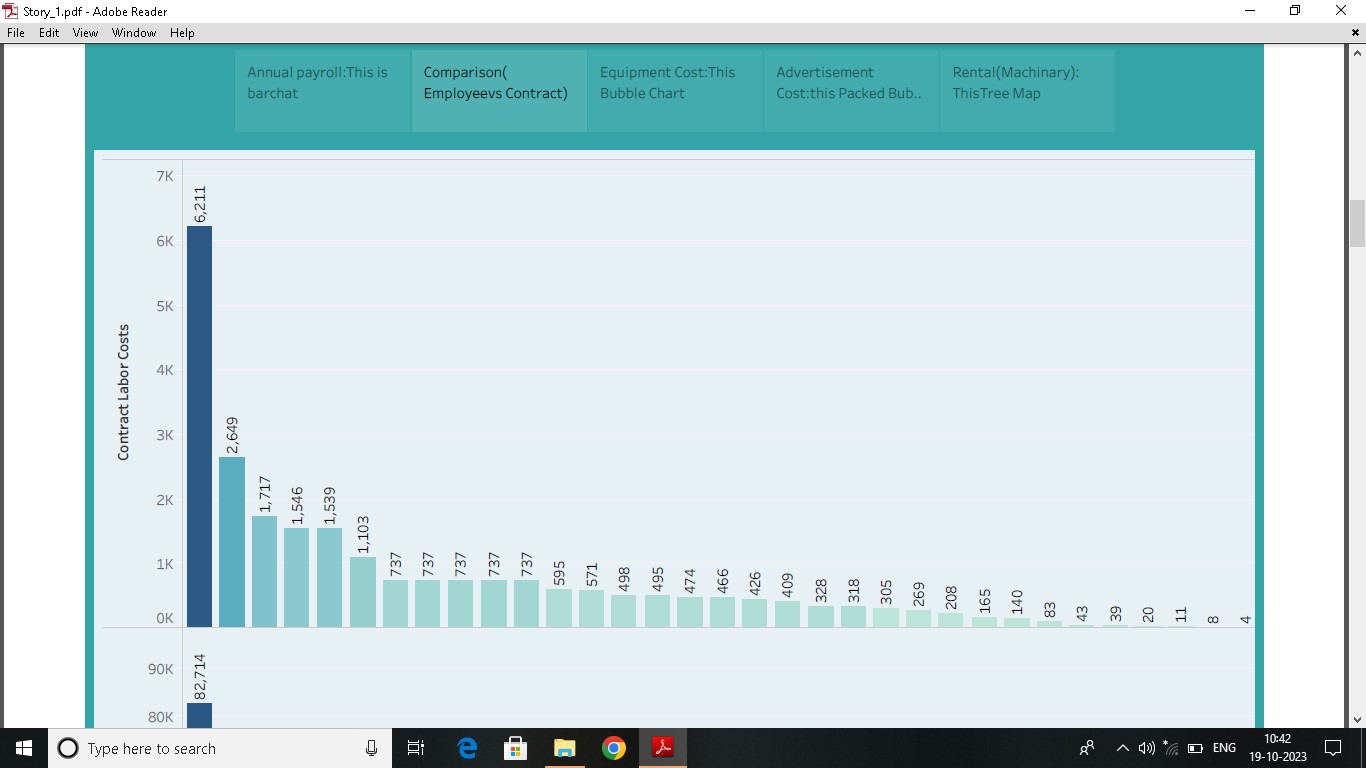 Story_1.pdf - Adobe Reader
File Edit View Window Help
Annual payroll:This is
barchat
Comparison(
Employeevs Contract)
Equipment Cost:This
Bubble Chart
Advertisement
Cost:this Packed Bub..
Rental(Machinary):
ThisTree Map
Contract Labor Costs
7K
6K
5K
4K
3K
2K
1K
0K
6,211
2,649
1,717
1,546
1,539
1,103
737
737
737
737
737
595
571
498
495
474
466
426
409
328
318
305
269
208
165
140
83
43
39
20
11
8
4
90K
80K
82,714
Type here to search
ENG
10:42
19-10-2023